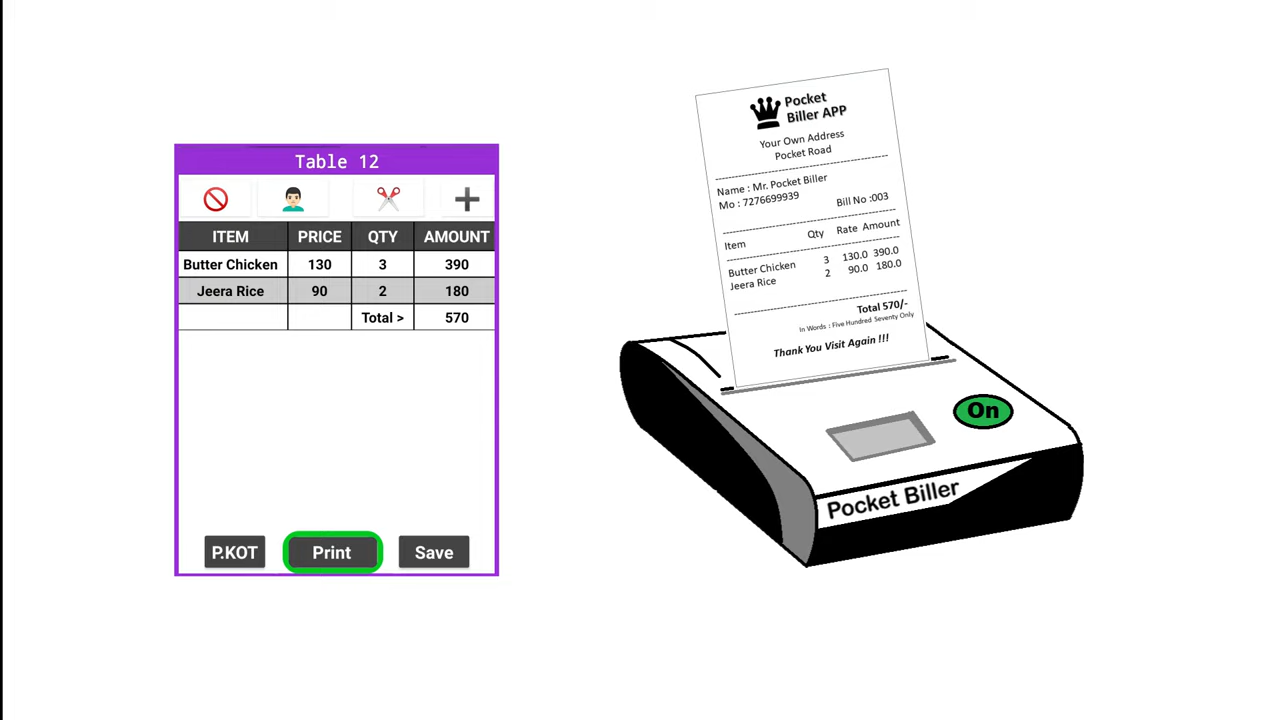 Table 12
ITEM PRICE QTY AMOUNT
Butter Chicken 130 3 390
Jeera Rice 90 2 180
Total > 570
P.KOT Print Save
Pocket
Biller APP
Your Own Address
Pocket Road
Name : Mr. Pocket Biller
Mo : 7276699939
Bill No :003
Item Qty Rate Amount
Butter Chicken 3 130.0 390.0
Jeera Rice 2 90.0 180.0
Total 570/-
In Words : Five Hundred Seventy Only
Thank You Visit Again !!!
On
Pocket Biller